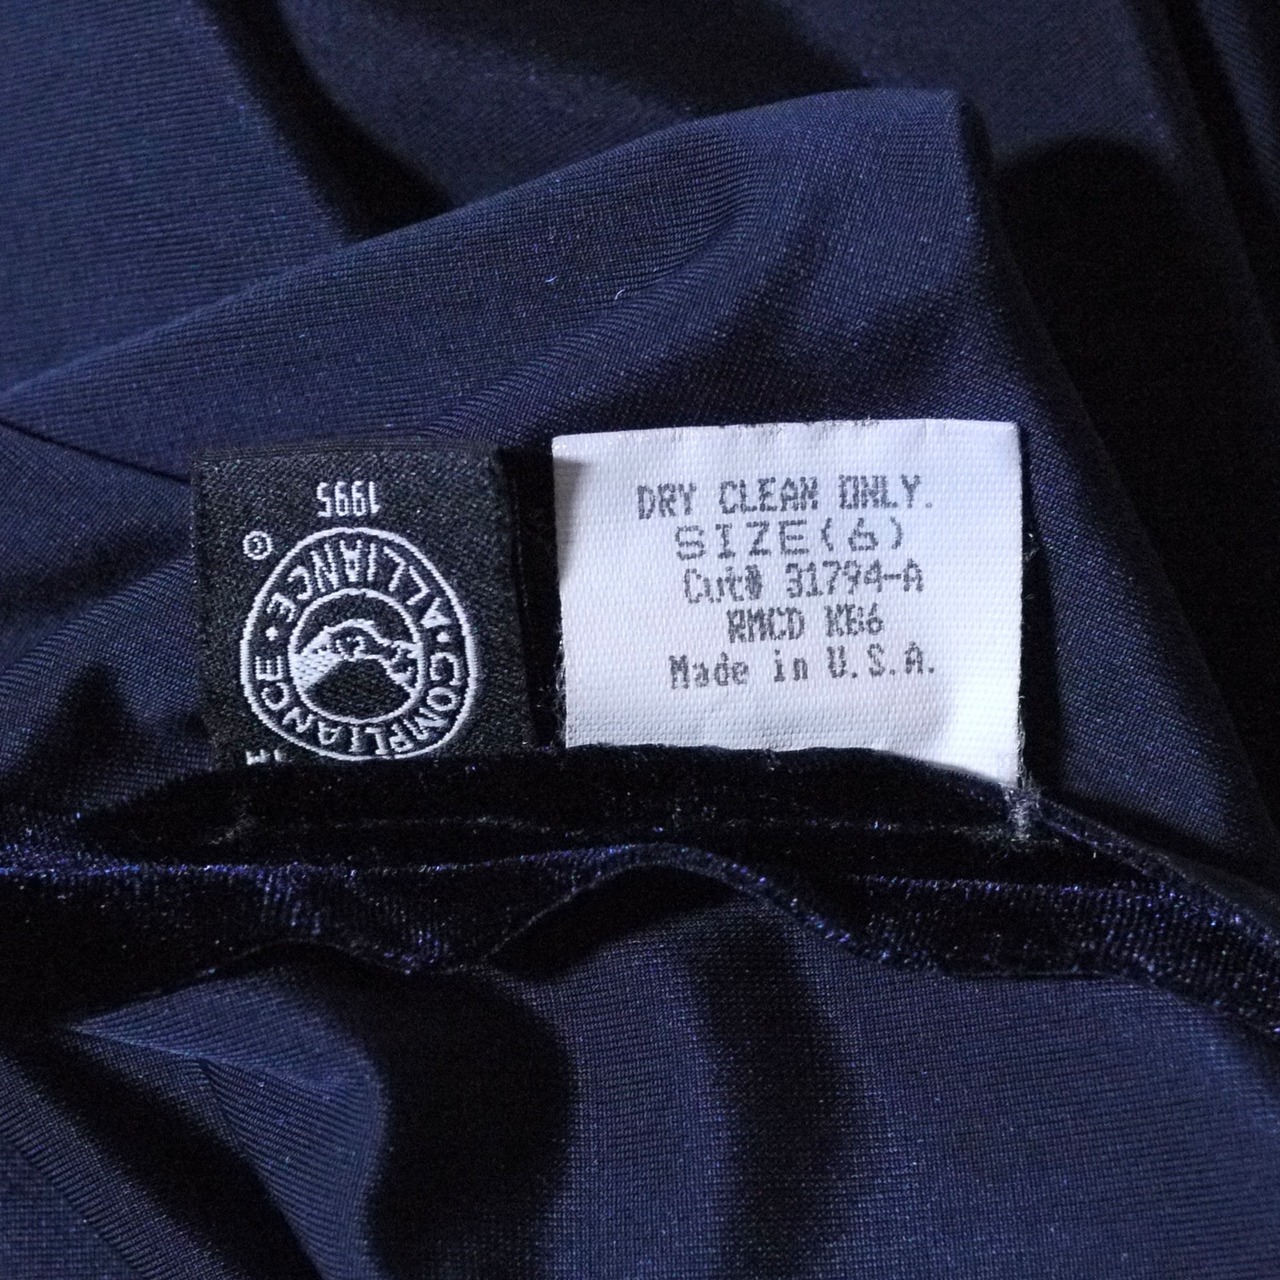 1995
©
COMPLIANCE • ALLIANCE •
DRY CLEAN ONLY.
SIZE(6)
Cut# 31794-A
RMCD KB6
Made in U.S.A.